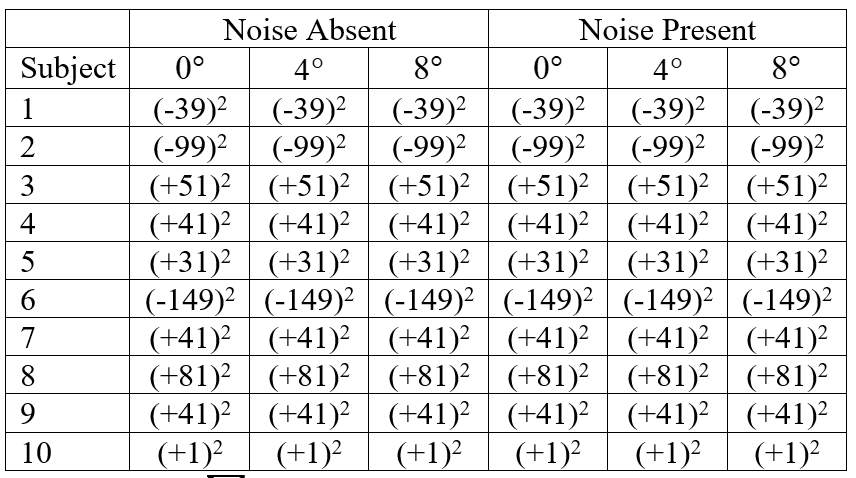 Noise Absent Noise Present
Subject 0° 4° 8° 0° 4° 8°
1 (-39)² (-39)² (-39)² (-39)² (-39)² (-39)²
2 (-99)² (-99)² (-99)² (-99)² (-99)² (-99)²
3 (+51)² (+51)² (+51)² (+51)² (+51)² (+51)²
4 (+41)² (+41)² (+41)² (+41)² (+41)² (+41)²
5 (+31)² (+31)² (+31)² (+31)² (+31)² (+31)²
6 (-149)² (-149)² (-149)² (-149)² (-149)² (-149)²
7 (+41)² (+41)² (+41)² (+41)² (+41)² (+41)²
8 (+81)² (+81)² (+81)² (+81)² (+81)² (+81)²
9 (+41)² (+41)² (+41)² (+41)² (+41)² (+41)²
10 (+1)² (+1)² (+1)² (+1)² (+1)² (+1)²